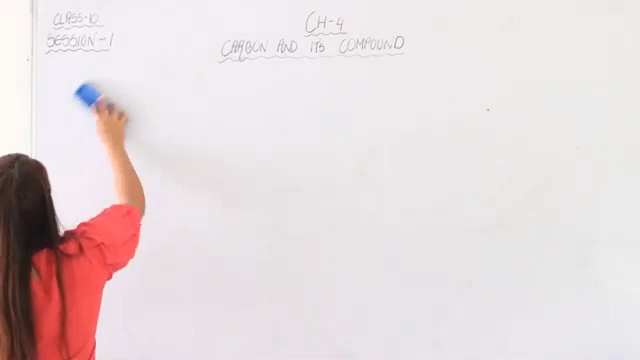 CLASS-10
SESSION-1
CH-4
CARBON AND ITS COMPOUND